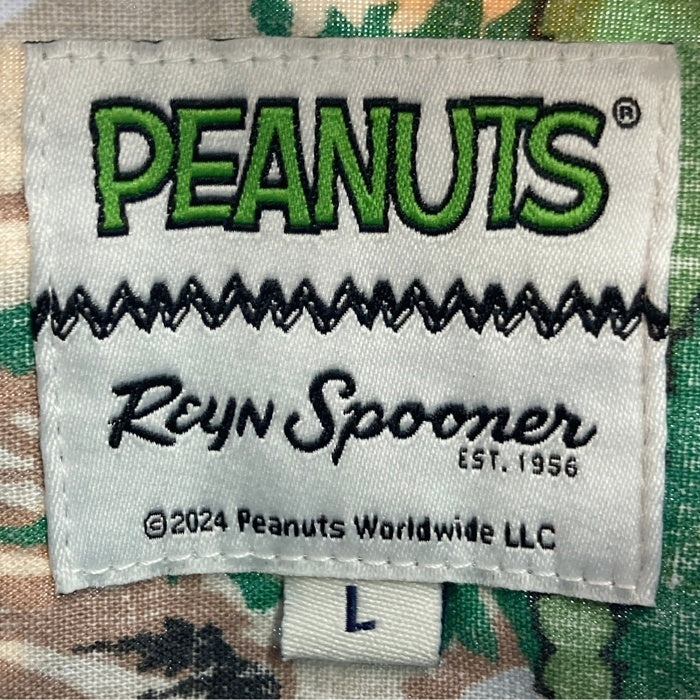 PEANUTS®
Reyn Spooner
EST. 1956
©2024 Peanuts Worldwide LLC
L